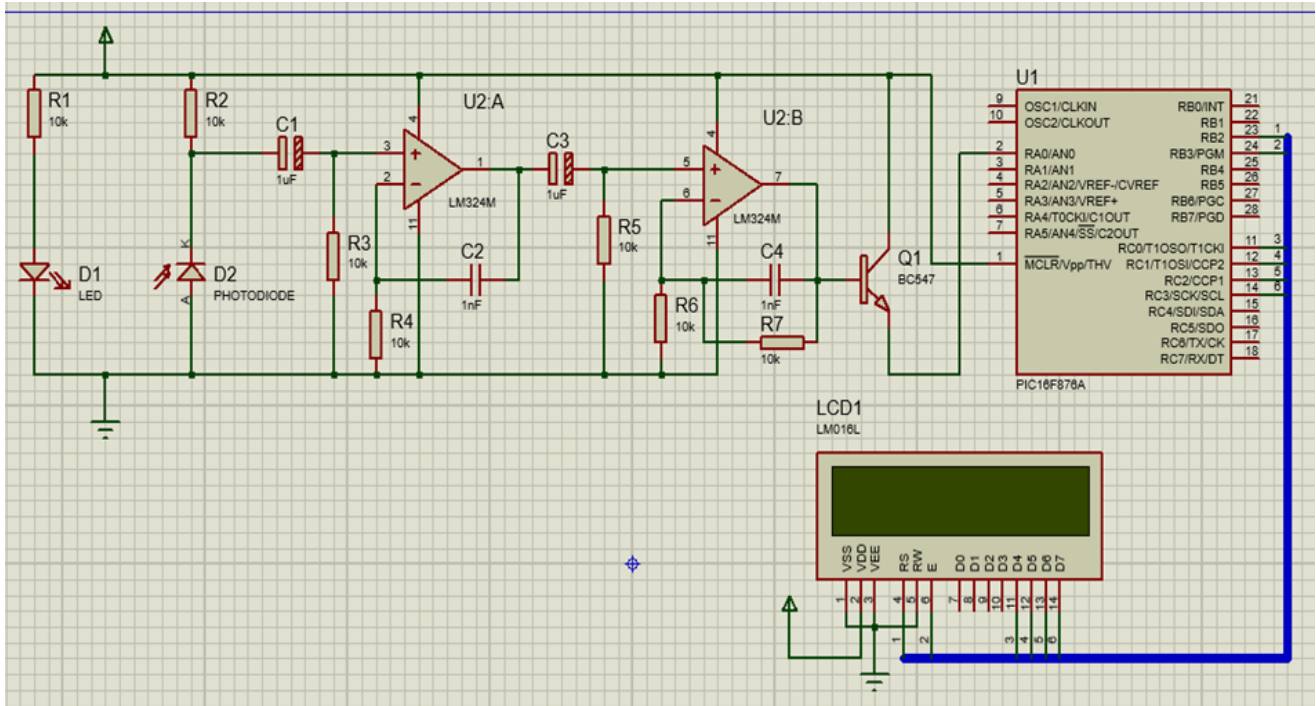 R1
10k
R2
10k
C1
1uF
U2:A
3
2
4
11
1
LM324M
C3
1uF
R3
10k
C2
1nF
R4
10k
D1
LED
K
A
D2
PHOTODIODE
U2:B
5
6
4
11
7
LM324M
R5
10k
R6
10k
C4
1nF
R7
10k
Q1
BC547
U1
9 OSC1/CLKIN
10 OSC2/CLKOUT
2 RA0/AN0
3 RA1/AN1
4 RA2/AN2/VREF-/CVREF
5 RA3/AN3/VREF+
6 RA4/T0CKI/C1OUT
7 RA5/AN4/SS/C2OUT
1 MCLR/Vpp/THV
RB0/INT 21
RB1 22
RB2 23 1
RB3/PGM 24 2
RB4 25
RB5 26
RB6/PGC 27
RB7/PGD 28
RC0/T1OSO/T1CKI 11 3
RC1/T1OSI/CCP2 12 4
RC2/CCP1 13 5
RC3/SCK/SCL 14 6
RC4/SDI/SDA 15
RC5/SDO 16
RC6/TX/CK 17
RC7/RX/DT 18
PIC16F876A
LCD1
LM016L
VSS VDD VEE RS RW E D0 D1 D2 D3 D4 D5 D6 D7
1 2 3 4 5 6 7 8 9 10 11 12 13 14
1 2 3 4 5 6